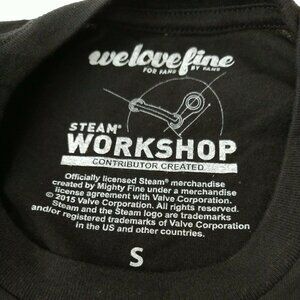 welovefine
FOR FANS BY FANS
STEAM®
WORKSHOP
CONTRIBUTOR CREATED
Officially licensed Steam® merchandise
created by Mighty Fine under a merchandise
license agreement with Valve Corporation.
© 2015 Valve Corporation. All rights reserved.
Steam and the Steam logo are trademarks
and/or registered trademarks of Valve Corporation
in the US and other countries.
S